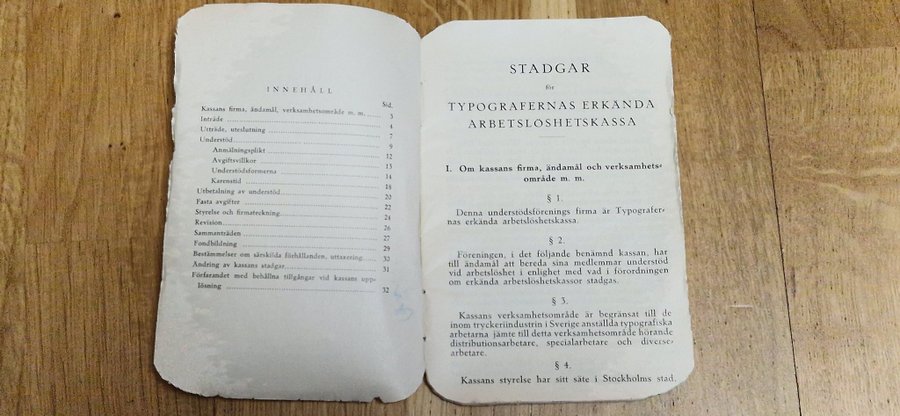 INNEHÅLL
Sid.
Kassans firma, ändamål, verksamhetsområde m. m. 3
Inträde 4
Utträde, uteslutning 7
Understöd 9
Anmälningsplikt 12
Avgiftsvillkor 13
Understödsformerna 14
Karenstid 18
Utbetalning av understöd 20
Fasta avgifter 22
Styrelse och firmateckning 24
Revision 26
Sammanträden 27
Fondbildning 29
Bestämmelser om särskilda förhållanden, uttaxering 30
Ändring av kassans stadgar 31
Förfarandet med behållna tillgångar vid kassans upp-
lösning 32
STADGAR
för
TYPOGRAFERNAS ERKÄNDA
ARBETSLÖSHETSKASSA
I. Om kassans firma, ändamål och verksamhets-
område m. m.
§ 1.
Denna understödsförenings firma är Typografer-
nas erkända arbetslöshetskassa.
§ 2.
Föreningen, i det följande benämnd kassan, har
till ändamål att bereda sina medlemmar understöd
vid arbetslöshet i enlighet med vad i förordningen
om erkända arbetslöshetskassor stadgas.
§ 3.
Kassans verksamhetsområde är begränsat till de
inom tryckeriindustrin i Sverige anställda typografiska
arbetarna jämte till detta verksamhetsområde hörande
distributionsarbetare, specialarbetare och diverse-
arbetare.
§ 4.
Kassans styrelse har sitt säte i Stockholms stad.